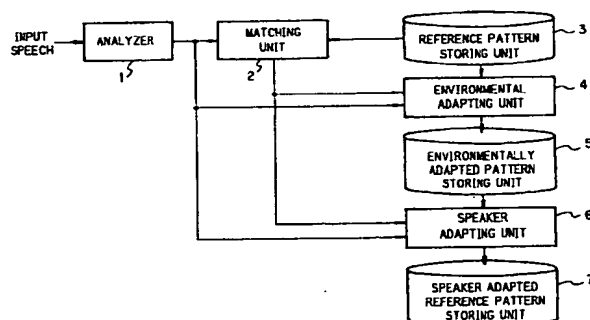 INPUT
SPEECH
ANALYZER
1
MATCHING
UNIT
2
REFERENCE PATTERN
STORING UNIT
3
ENVIRONMENTAL
ADAPTING UNIT
4
ENVIRONMENTALLY
ADAPTED PATTERN
STORING UNIT
5
SPEAKER
ADAPTING UNIT
6
SPEAKER ADAPTED
REFERENCE PATTERN
STORING UNIT
7